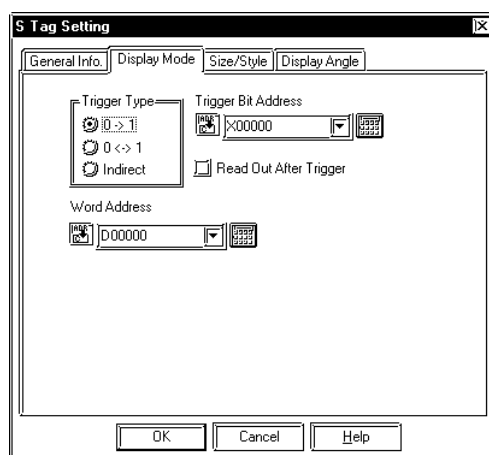 S Tag Setting
General Info. Display Mode Size/Style Display Angle
Trigger Type
0 -> 1
0 <-> 1
Indirect
Trigger Bit Address
X00000
Read Out After Trigger
Word Address
D00000
OK Cancel Help